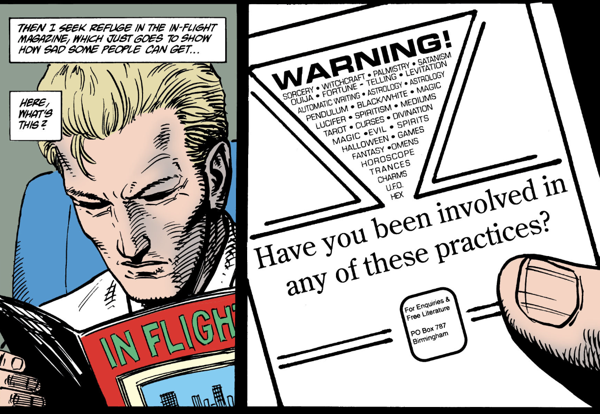 THEN I SEEK REFUGE IN THE IN-FLIGHT
MAGAZINE, WHICH JUST GOES TO SHOW
HOW SAD SOME PEOPLE CAN GET...
HERE,
WHAT'S
THIS?
IN FLIGHT
WARNING!
SORCERY • WITCHCRAFT • PALMISTRY • SATANISM
OUIJA • FORTUNE - TELLING • LEVITATION
AUTOMATIC WRITING • ASTROLOGY • ASTROLOGY
PENDULUM • BLACK/WHITE • MAGIC
LUCIFER • SPIRITISM • MEDIUMS
TAROT • CURSES • DIVINATION
MAGIC • EVIL • SPIRITS
HALLOWEEN • GAMES
FANTASY • OMENS
HOROSCOPE
TRANCES
CHARMS
U.F.O.
HEX
Have you been involved in
any of these practices?
For Enquiries &
Free Literature
PO Box 787
Birmingham